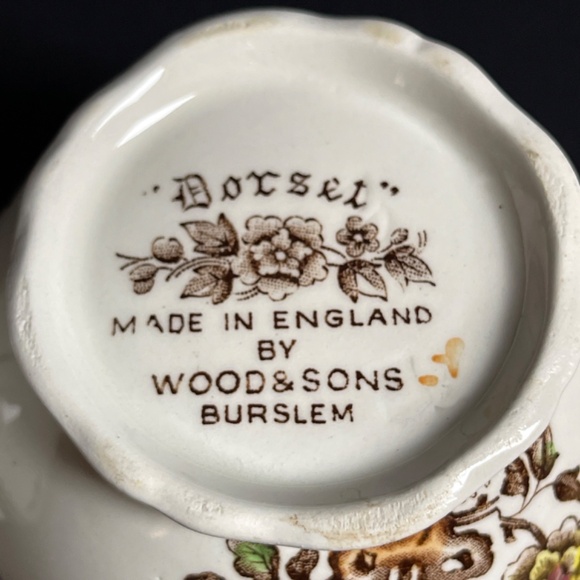 "Dorset"
MADE IN ENGLAND
BY
WOOD & SONS
BURSLEM